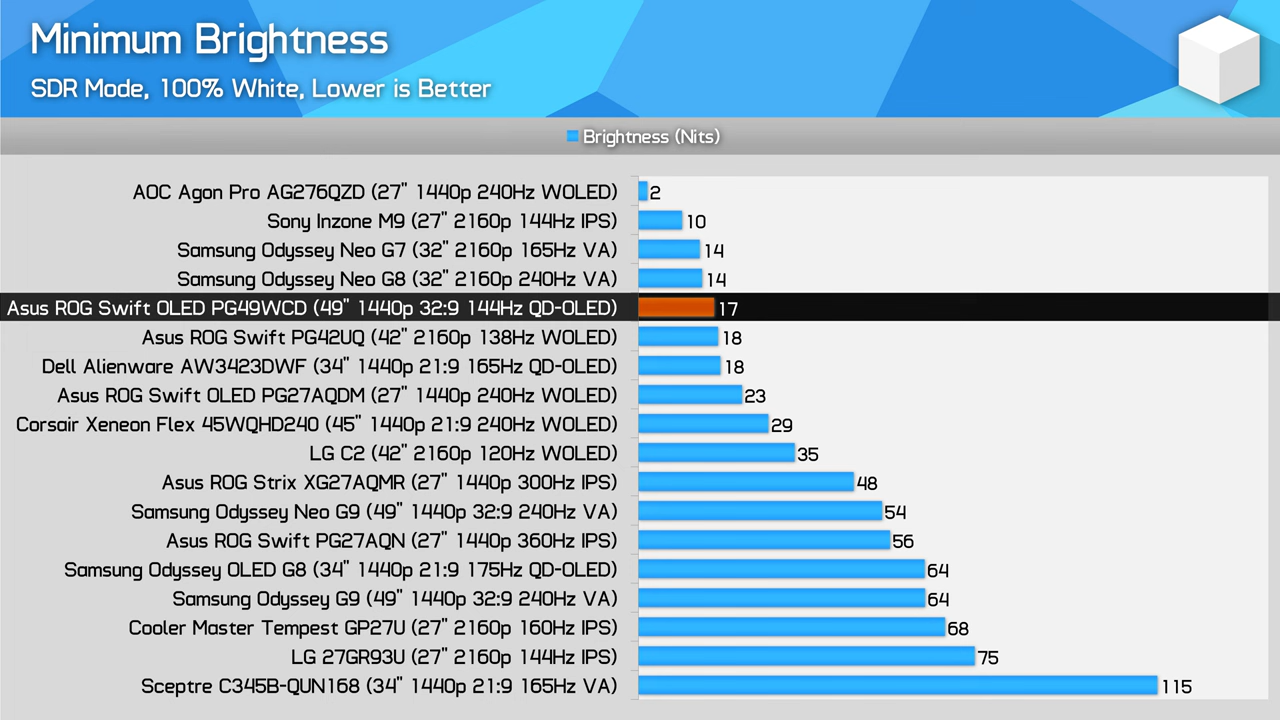 Minimum Brightness
SDR Mode, 100% White, Lower is Better
Brightness (Nits)
AOC Agon Pro AG276QZD (27" 1440p 240Hz WOLED) 2
Sony Inzone M9 (27" 2160p 144Hz IPS) 10
Samsung Odyssey Neo G7 (32" 2160p 165Hz VA) 14
Samsung Odyssey Neo G8 (32" 2160p 240Hz VA) 14
Asus ROG Swift OLED PG49WCD (49" 1440p 32:9 144Hz QD-OLED) 17
Asus ROG Swift PG42UQ (42" 2160p 138Hz WOLED) 18
Dell Alienware AW3423DWF (34" 1440p 21:9 165Hz QD-OLED) 18
Asus ROG Swift OLED PG27AQDM (27" 1440p 240Hz WOLED) 23
Corsair Xeneon Flex 45WQHD240 (45" 1440p 21:9 240Hz WOLED) 29
LG C2 (42" 2160p 120Hz WOLED) 35
Asus ROG Strix XG27AQMR (27" 1440p 300Hz IPS) 48
Samsung Odyssey Neo G9 (49" 1440p 32:9 240Hz VA) 54
Asus ROG Swift PG27AQN (27" 1440p 360Hz IPS) 56
Samsung Odyssey OLED G8 (34" 1440p 21:9 175Hz QD-OLED) 64
Samsung Odyssey G9 (49" 1440p 32:9 240Hz VA) 64
Cooler Master Tempest GP27U (27" 2160p 160Hz IPS) 68
LG 27GR93U (27" 2160p 144Hz IPS) 75
Sceptre C345B-QUN168 (34" 1440p 21:9 165Hz VA) 115